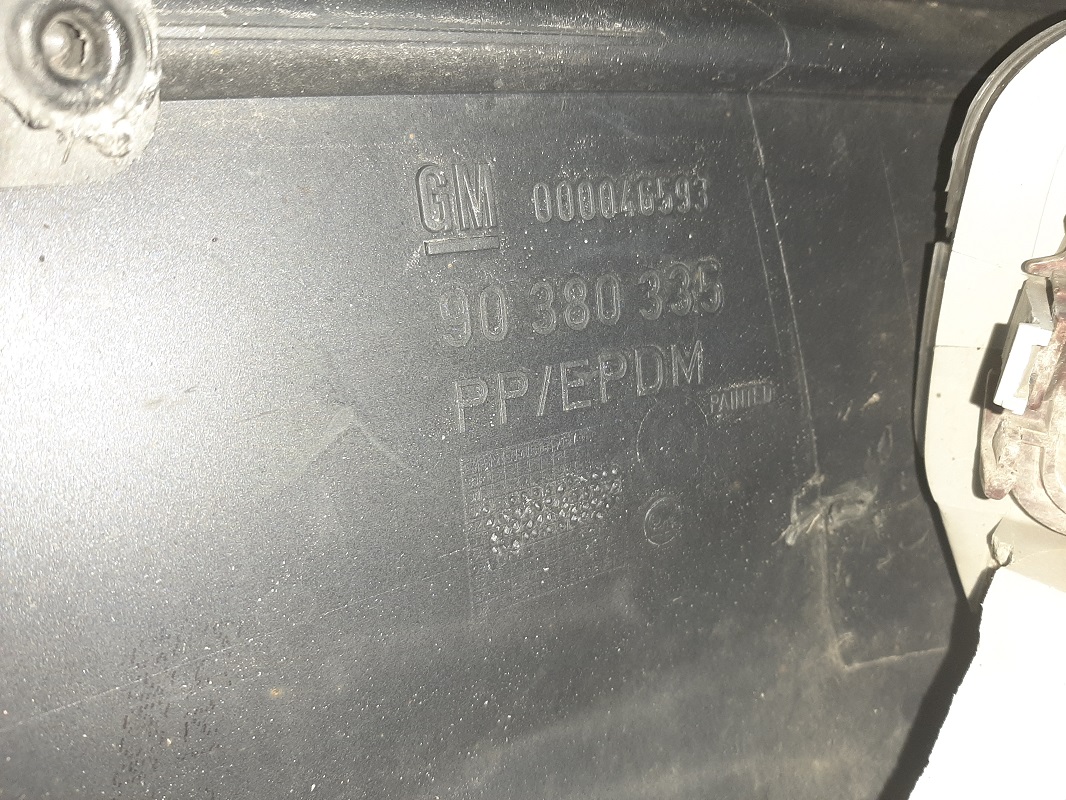 GM 000046593
90 380 335
PP/EPDM
PAINTED